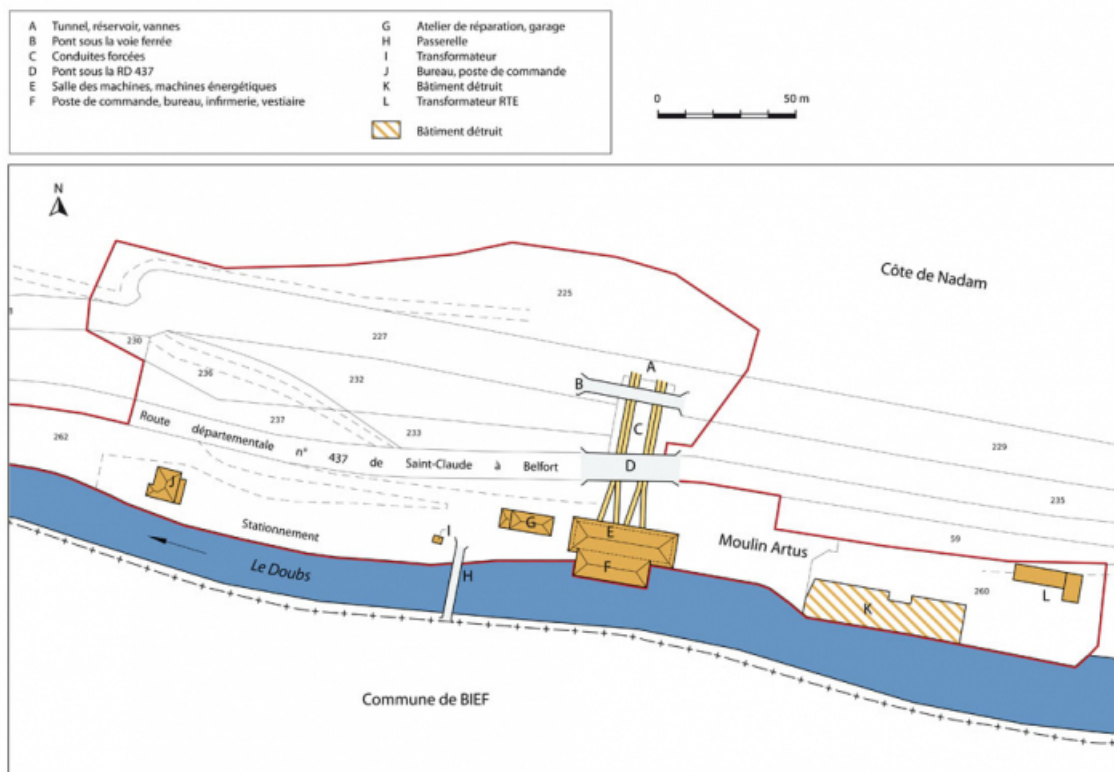 A Tunnel, réservoir, vannes
B Pont sous la voie ferrée
C Conduites forcées
D Pont sous la RD 437
E Salle des machines, machines énergétiques
F Poste de commande, bureau, infirmerie, vestiaire
G Atelier de réparation, garage
H Passerelle
I Transformateur
J Bureau, poste de commande
K Bâtiment détruit
L Transformateur RTE
Bâtiment détruit
0 50 m
N
Côte de Nadam
225
227
230
A
B
236
232
C
237
233
262
Route départementale n° 437 de Saint-Claude à Belfort
D
229
235
J
Stationnement
I
G
E
Moulin Artus
59
Le Doubs
H
F
K
260
L
Commune de BIEF